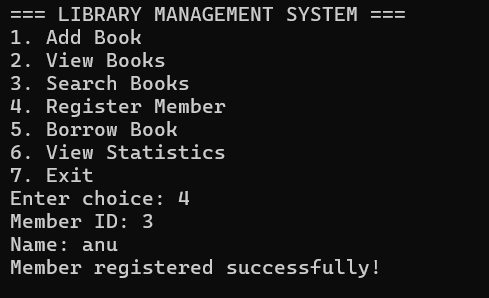 === LIBRARY MANAGEMENT SYSTEM ===
1. Add Book
2. View Books
3. Search Books
4. Register Member
5. Borrow Book
6. View Statistics
7. Exit
Enter choice: 4
Member ID: 3
Name: anu
Member registered successfully!